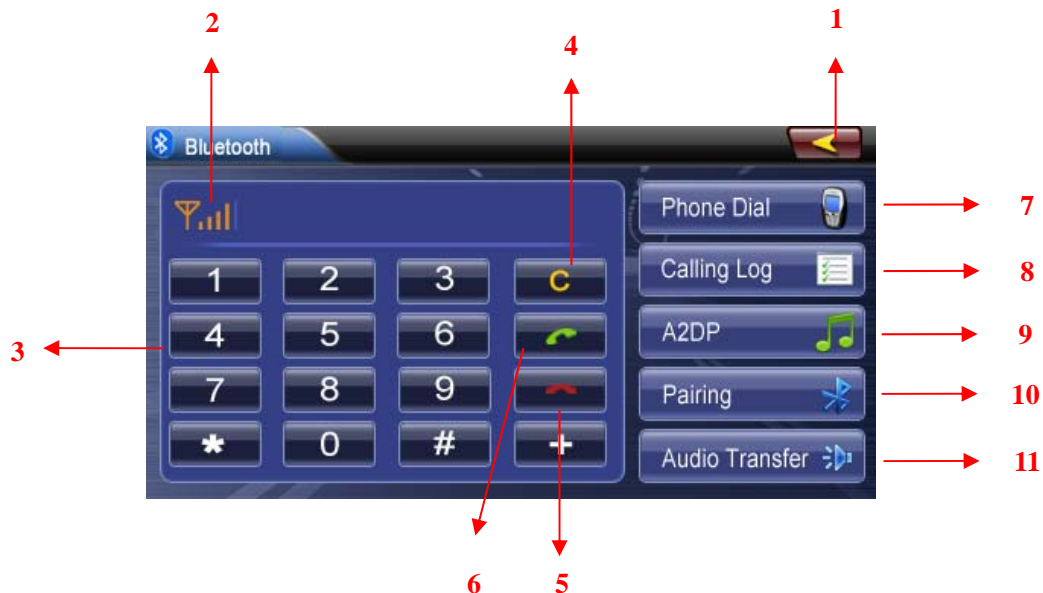 2 4 1
Bluetooth
Phone Dial 7
1 2 3 C Calling Log 8
3 4 5 6 A2DP 9
7 8 9 Pairing 10
* 0 # + Audio Transfer 11
6 5